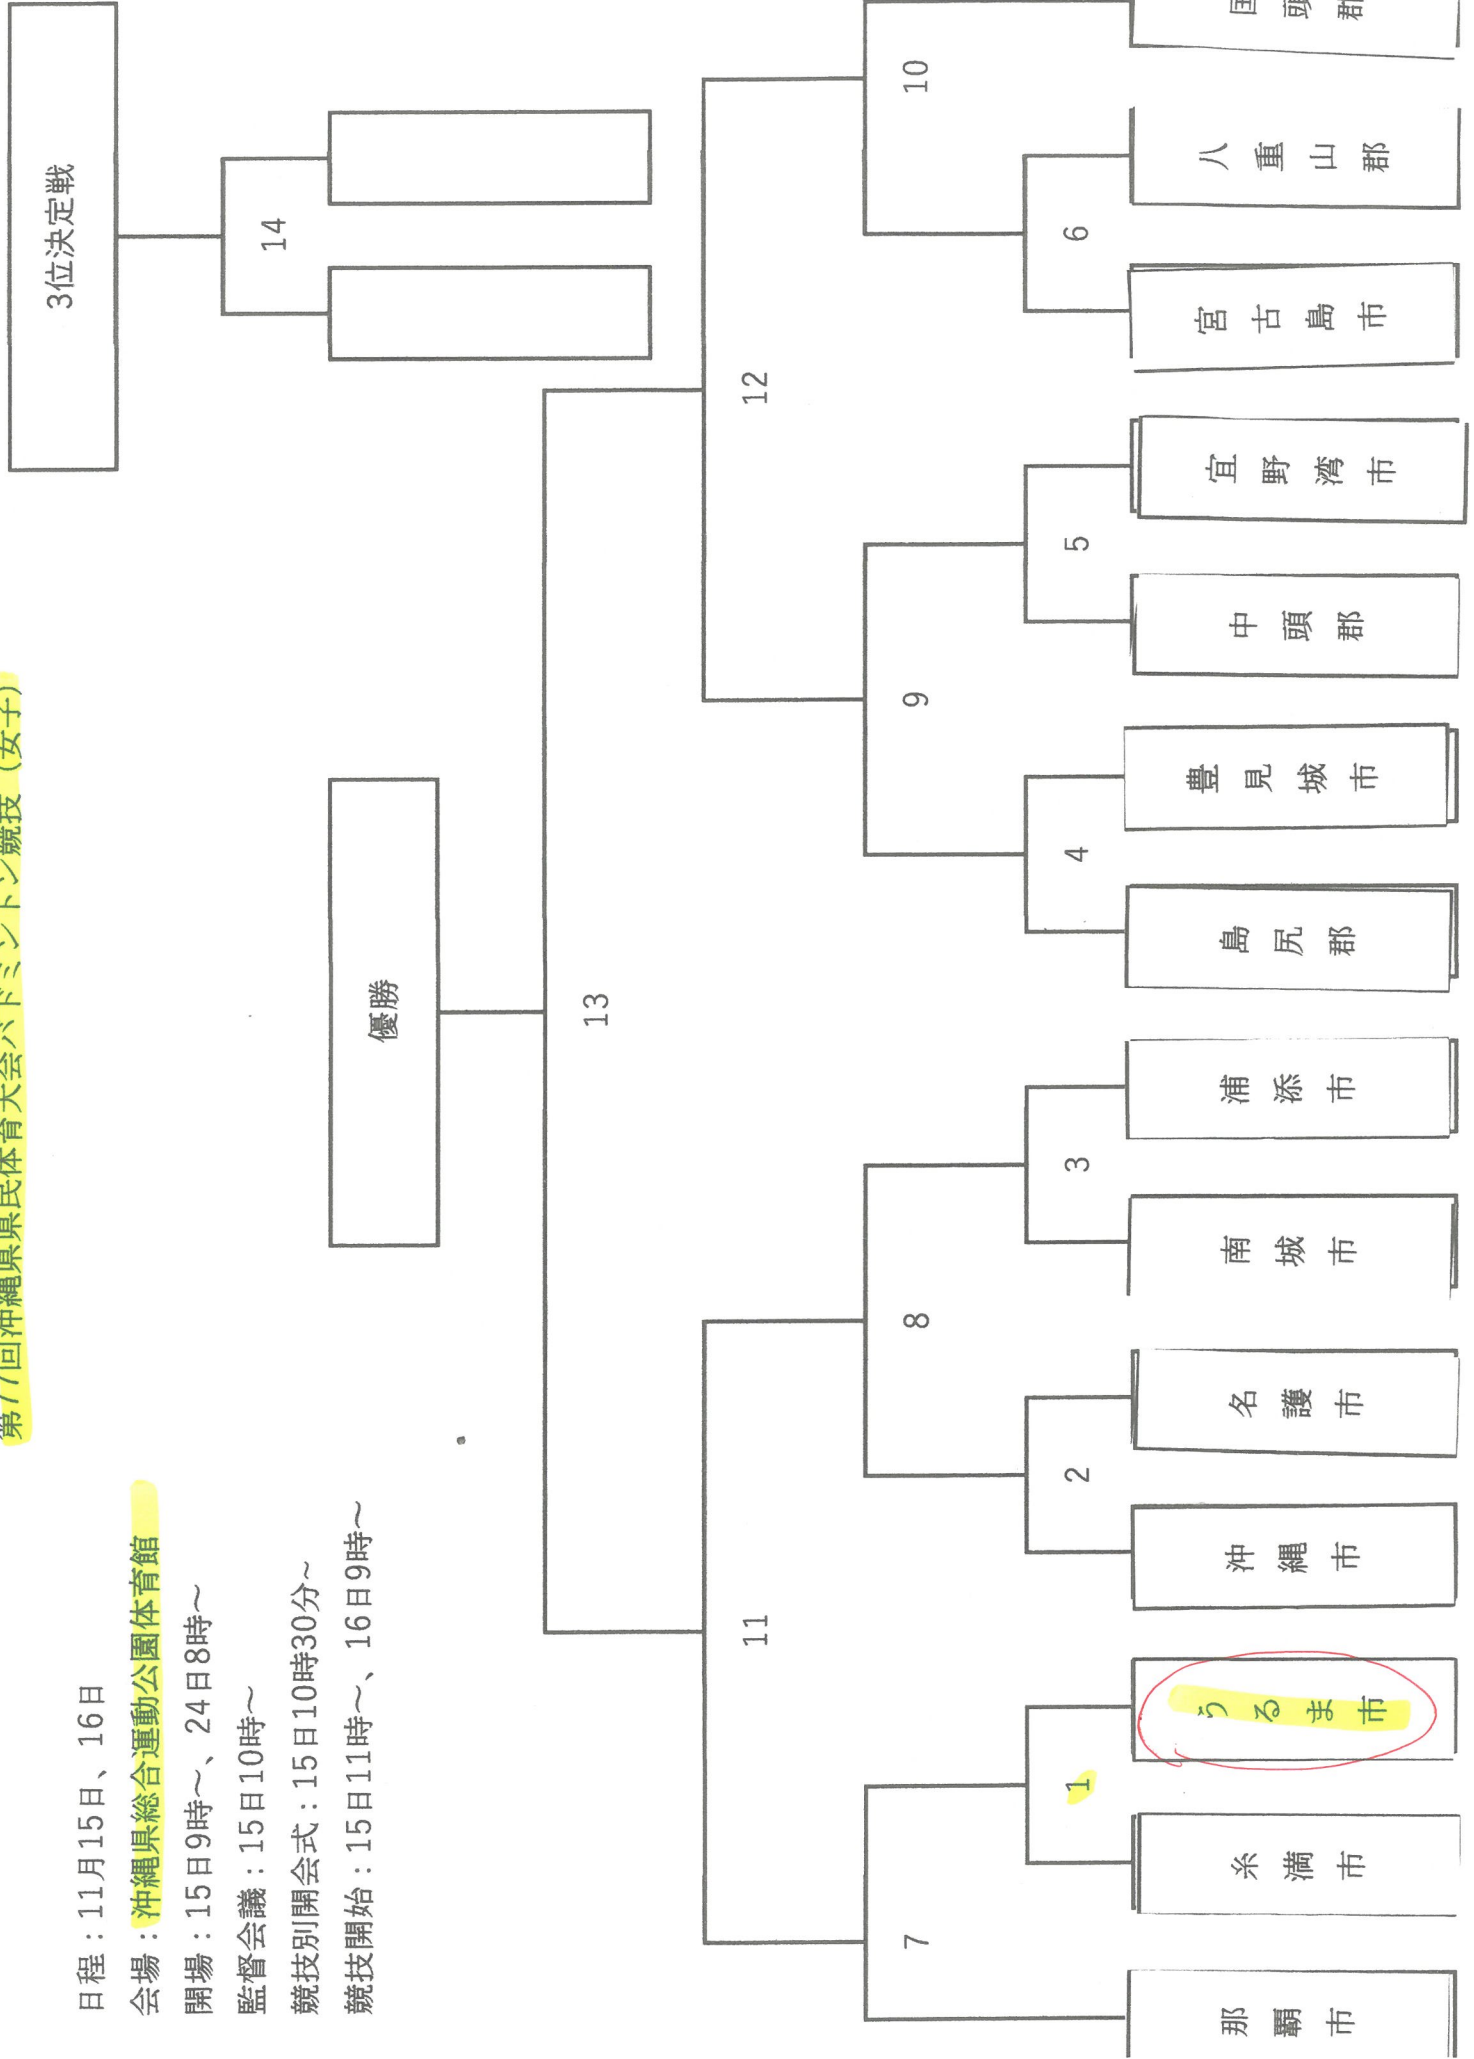 第77回沖縄県県民体育大会バドミントン競技（女子）
日程：11月15日、16日
会場：沖縄県総合運動公園体育館
開場：15日9時～、24日8時～
監督会議：15日10時～
競技別開会式：15日10時30分~
競技開始：15日11時～、16日9時～
3位決定戦
14
優勝
13
11
12
7
8
9
10
1
2
3
4
5
6
那覇市
糸満市
うるま市
沖縄市
名護市
南城市
浦添市
島尻郡
豊見城市
中頭郡
宜野湾市
宮古島市
八重山郡
国頭郡